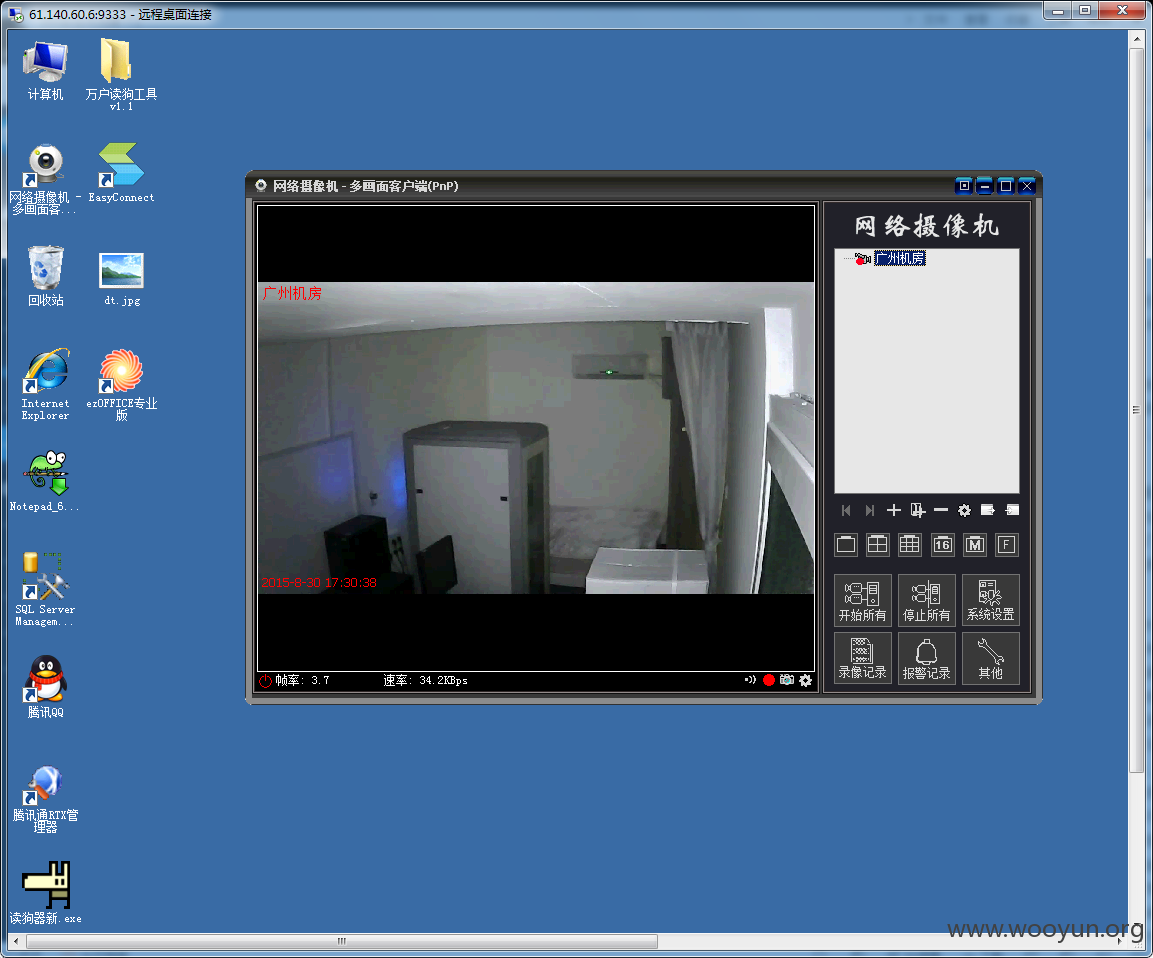 61.140.60.6:9333 - 远程桌面连接
计算机
万户读狗工具
v1.1
网络摄像机 -
多画面客...
EasyConnect
回收站
dt.jpg
Internet
Explorer
ezOFFICE专业
版
Notepad_6...
SQL Server
Managem...
腾讯QQ
腾讯通RTX管
理器
读狗器新.exe
网络摄像机 - 多画面客户端(PnP)
广州机房
2015-8-30 17:30:38
帧率: 3.7
速率: 34.2KBps
网络摄像机
广州机房
16
M
F
开始所有
停止所有
系统设置
录像记录
报警记录
其他
www.wooyun.org